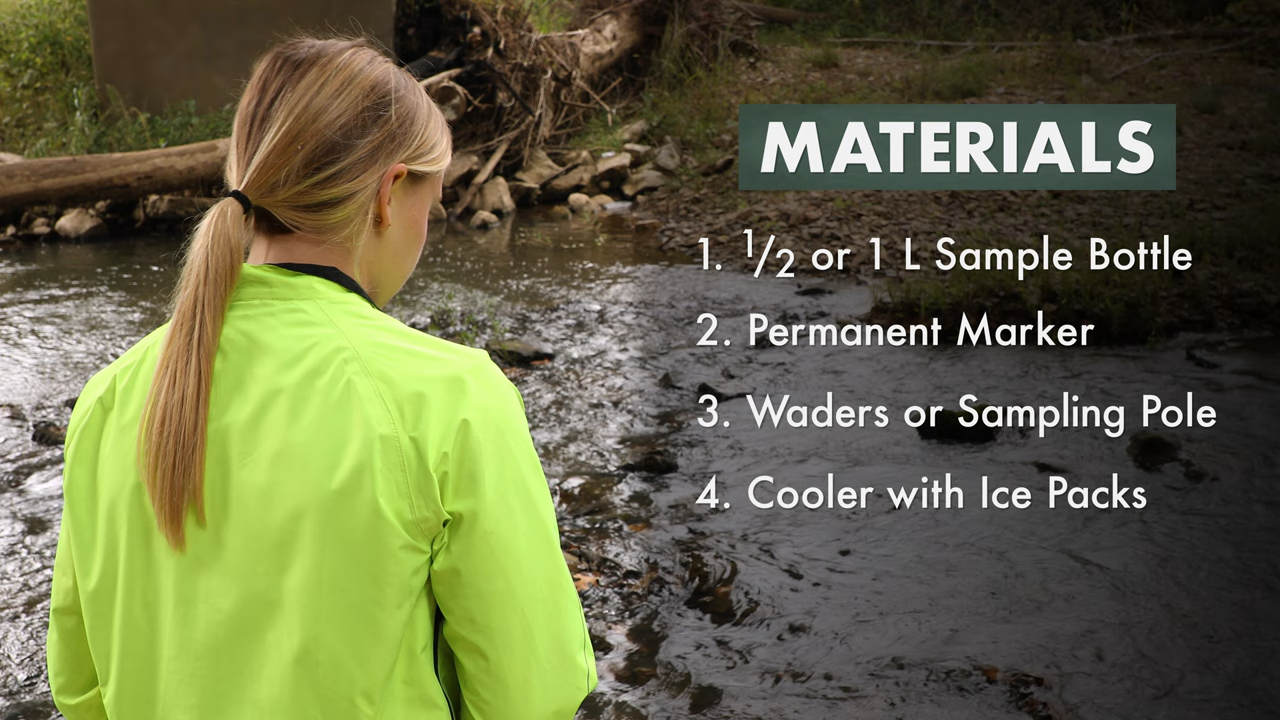 MATERIALS
1. 1/2 or 1 L Sample Bottle
2. Permanent Marker
3. Waders or Sampling Pole
4. Cooler with Ice Packs